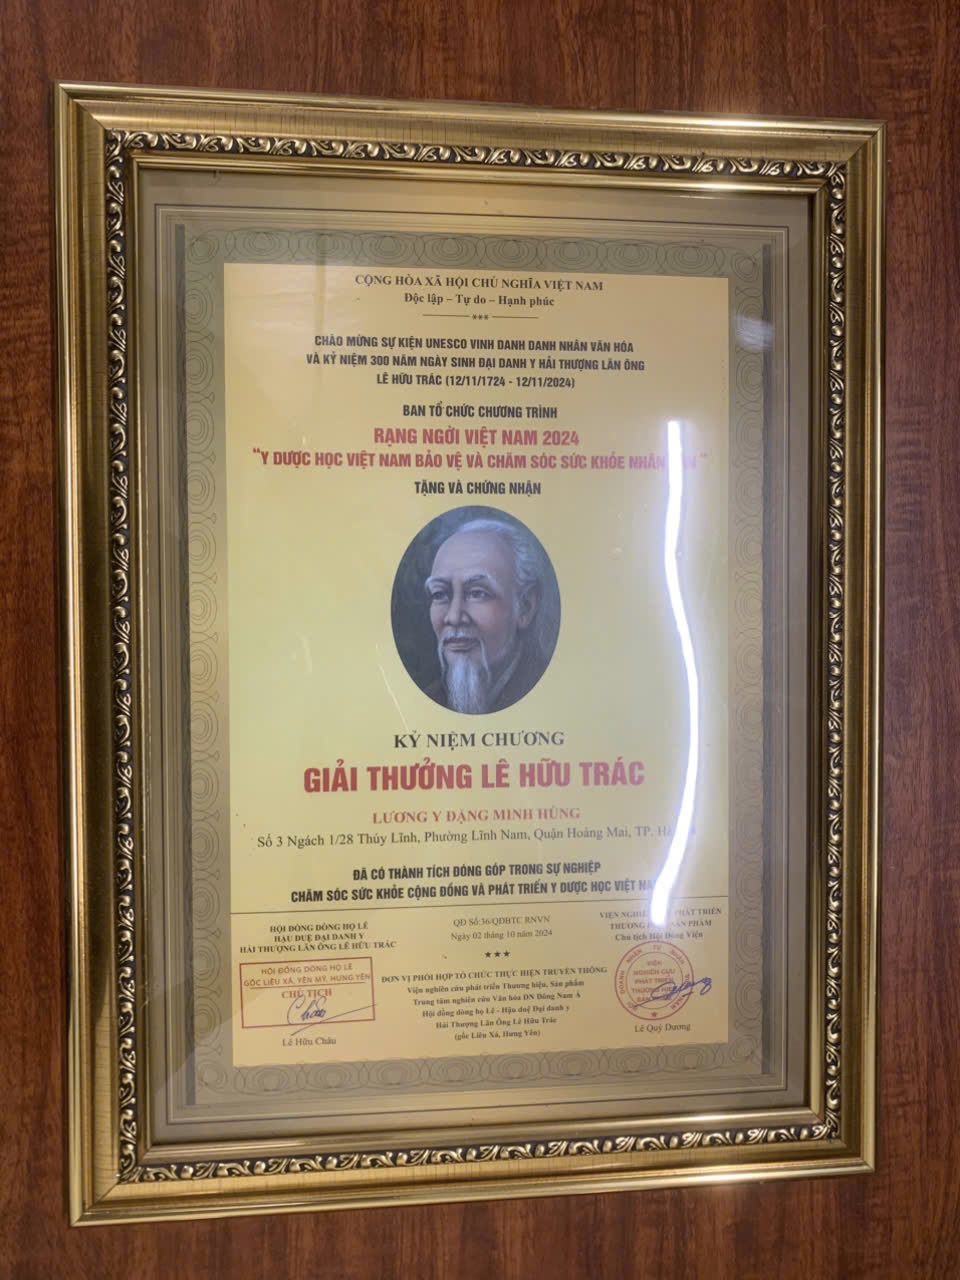 CỘNG HÒA XÃ HỘI CHỦ NGHĨA VIỆT NAM
Độc lập – Tự do – Hạnh phúc
***
CHÀO MỪNG SỰ KIỆN UNESCO VINH DANH DANH NHÂN VĂN HÓA
VÀ KỶ NIỆM 300 NĂM NGÀY SINH ĐẠI DANH Y HẢI THƯỢNG LÃN ÔNG
LÊ HỮU TRÁC (12/11/1724 - 12/11/2024)
BAN TỔ CHỨC CHƯƠNG TRÌNH
RẠNG NGỜI VIỆT NAM 2024
"Y DƯỢC HỌC VIỆT NAM BẢO VỆ VÀ CHĂM SÓC SỨC KHỎE NHÂN "
TẶNG VÀ CHỨNG NHẬN
KỶ NIỆM CHƯƠNG
GIẢI THƯỞNG LÊ HỮU TRÁC
LƯƠNG Y ĐẶNG MINH HÙNG
Số 3 Ngách 1/28 Thúy Lĩnh, Phường Lĩnh Nam, Quận Hoàng Mai, TP.
ĐÃ CÓ THÀNH TÍCH ĐÓNG GÓP TRONG SỰ NGHIỆP
CHĂM SÓC SỨC KHỎE CỘNG ĐỒNG VÀ PHÁT TRIỂN Y DƯỢC HỌC VIỆT
HỘI ĐỒNG DÒNG HỌ LÊ
HẬU DUỆ ĐẠI DANH Y
HẢI THƯỢNG LÃN ÔNG LÊ HỮU TRÁC
HỘI ĐỒNG DÒNG HỌ LÊ
GỐC LIÊU XÁ, YÊN MỸ, HƯNG YÊN
CHỦ TỊCH
Lê Hữu Châu
QĐ Số:36/QĐBTC RNVN
Ngày 02 tháng 10 năm 2024
***
ĐƠN VỊ PHỐI HỢP TỔ CHỨC THỰC HIỆN TRUYỀN THÔNG
Viện nghiên cứu phát triển Thương hiệu, Sản phẩm
Trung tâm nghiên cứu Văn hóa DN Đông Nam Á
Hội đồng dòng họ Lê - Hậu duệ Đại danh y
Hải Thượng Lãn Ông Lê Hữu Trác
(gốc Liêu Xá, Hưng Yên)
VIỆN PHÁT TRIỂN
THƯƠNG SẢN PHẨM
Chủ tịch Hội đồng Viện
VIỆN
NGHIÊN CỨU
PHÁT TRIỂN
THƯƠNG HIỆU
Lê Quý Dương